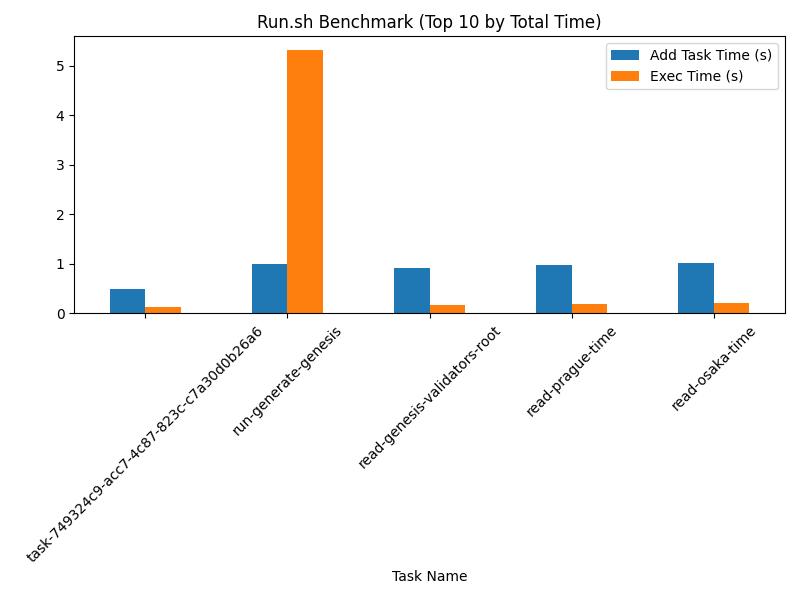 Run.sh Benchmark (Top 10 by Total Time)
Add Task Time (s)
Exec Time (s)
5
4
3
2
1
0
task-749324c9-acc7-4c87-823c-c7a30d0b26a6
run-generate-genesis
read-genesis-validators-root
read-prague-time
read-osaka-time
Task Name